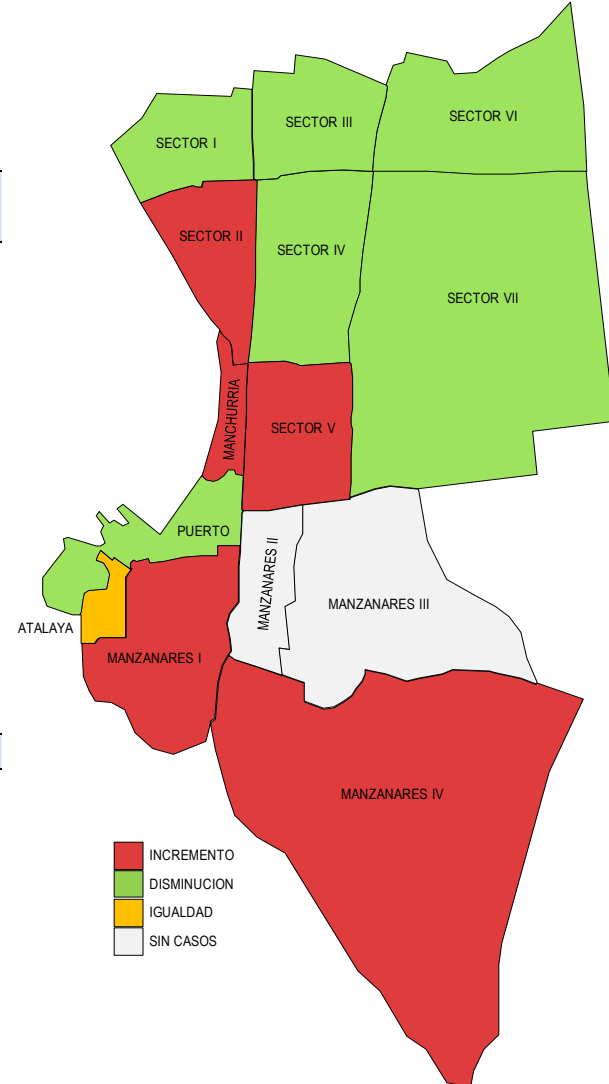 SECTOR VI
SECTOR III
SECTOR I
SECTOR II
SECTOR IV
SECTOR VII
MANCHURRIA
SECTOR V
PUERTO
MANZANARES II
MANZANARES III
ATALAYA
MANZANARES I
MANZANARES IV
INCREMENTO
DISMINUCION
IGUALDAD
SIN CASOS